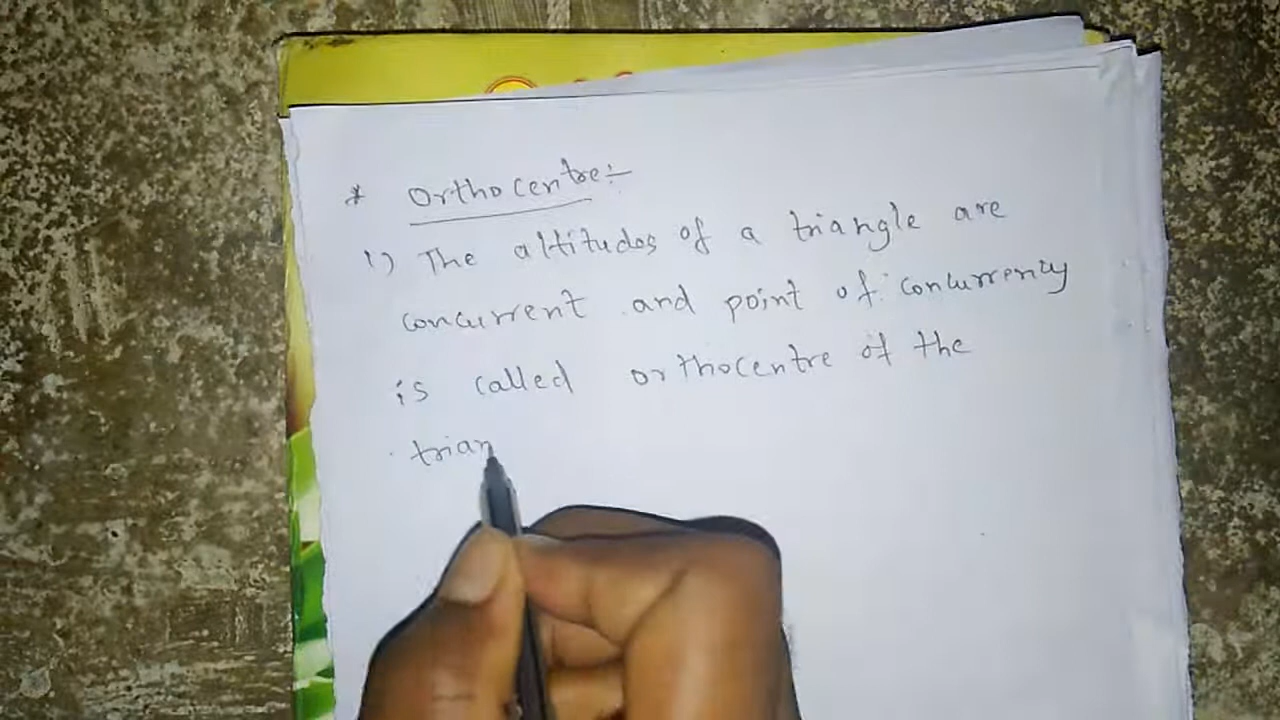 * Orthocentre:-
1) The altitudes of a triangle are
concurrent and point of concurrency
is called orthocentre of the
trian